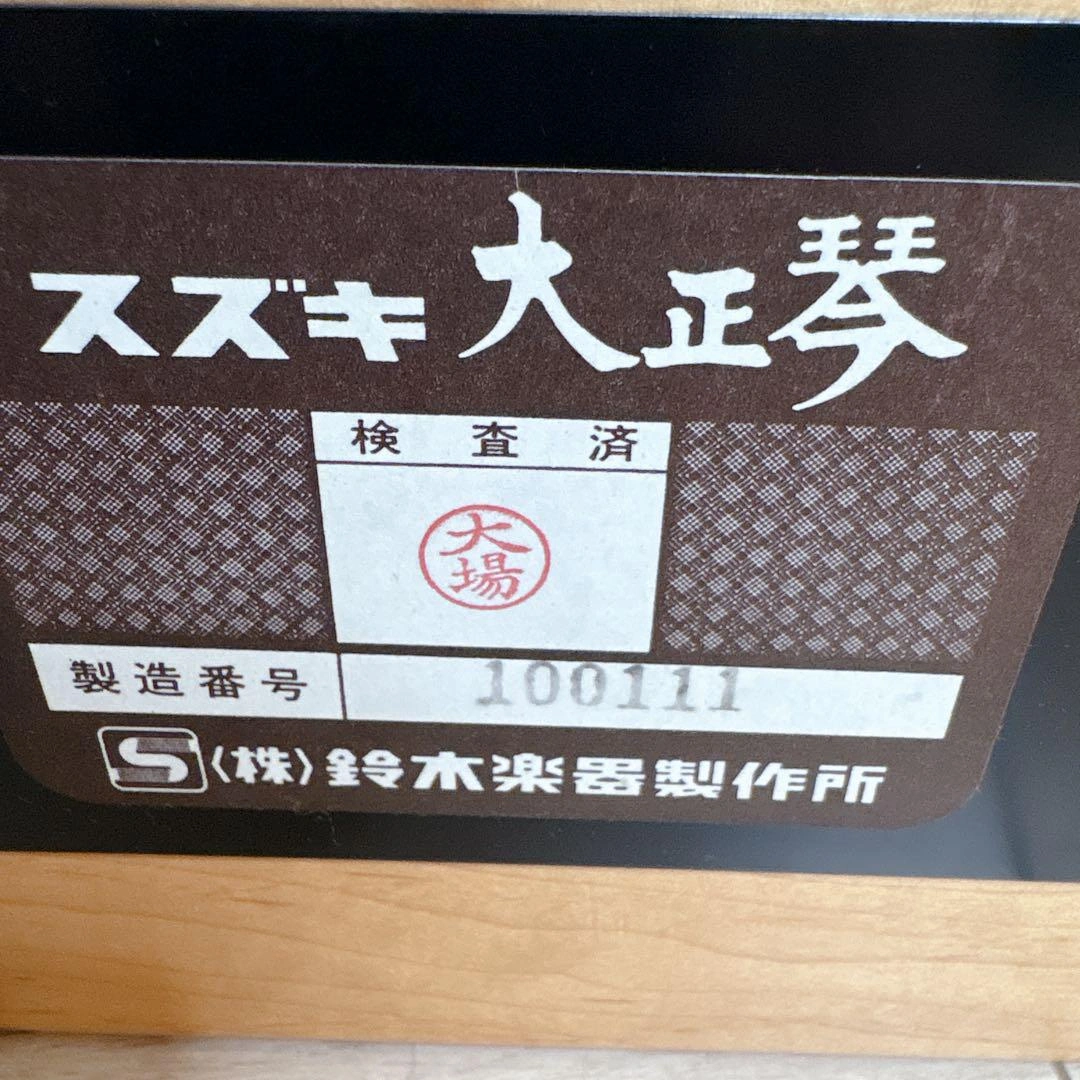 スズキ大正琴
検査済
大場
製造番号 100111
S〈株〉鈴木楽器製作所